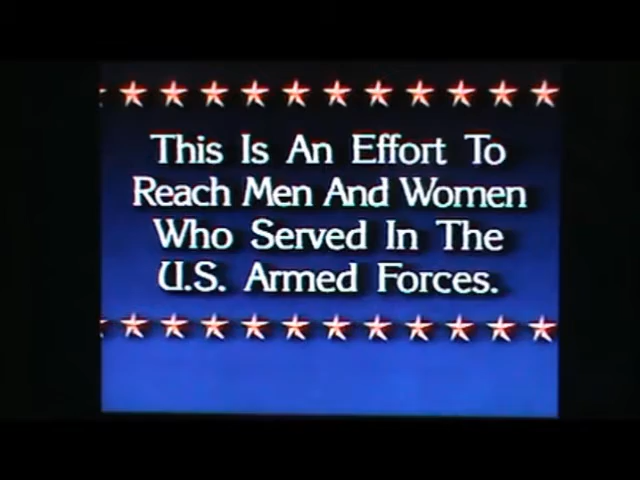 This Is An Effort To
Reach Men And Women
Who Served In The
U.S. Armed Forces.